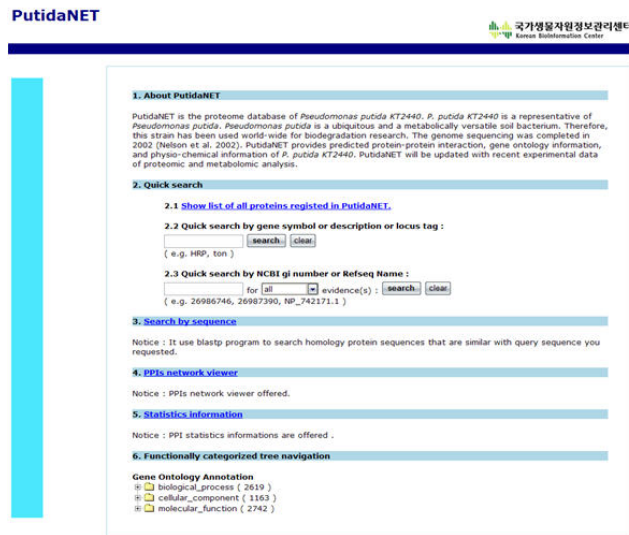 PutidaNET
국가생물자원정보관리센터
Korean BioInformation Center
1. About PutidaNET
PutidaNET is the proteome database of Pseudomonas putida KT2440. P. putida KT2440 is a representative of
Pseudomonas putida. Pseudomonas putida is a ubiquitous and a metabolically versatile soil bacterium. Therefore,
this strain has been used world-wide for biodegradation research. The genome sequencing was completed in
2002 (Nelson et al. 2002). PutidaNET provides predicted protein-protein interaction, gene ontology information,
and physio-chemical information of P. putida KT2440. PutidaNET will be updated with recent experimental data
of proteomic and metabolomic analysis.
2. Quick search
2.1 Show list of all proteins registed in PutidaNET.
2.2 Quick search by gene symbol or description or locus tag :
search clear
( e.g. HRP, ton )
2.3 Quick search by NCBI gi number or Refseq Name :
for all evidence(s) : search clear
( e.g. 26986746, 26987390, NP_742171.1 )
3. Search by sequence
Notice : It use blastp program to search homology protein sequences that are similar with query sequence you
requested.
4. PPIs network viewer
Notice : PPIs network viewer offered.
5. Statistics information
Notice : PPI statistics informations are offered .
6. Functionally categorized tree navigation
Gene Ontology Annotation
biological_process ( 2619 )
cellular_component ( 1163 )
molecular_function ( 2742 )